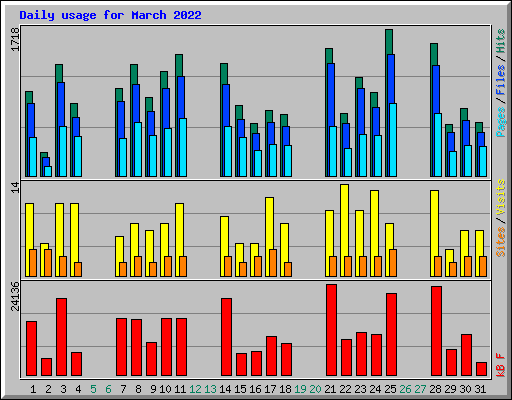 Daily usage for March 2022
1718
14
24136
Pages/Files/Hits
Sites/Visits
kB F
1 2 3 4 5 6 7 8 9 10 11 12 13 14 15 16 17 18 19 20 21 22 23 24 25 26 27 28 29 30 31